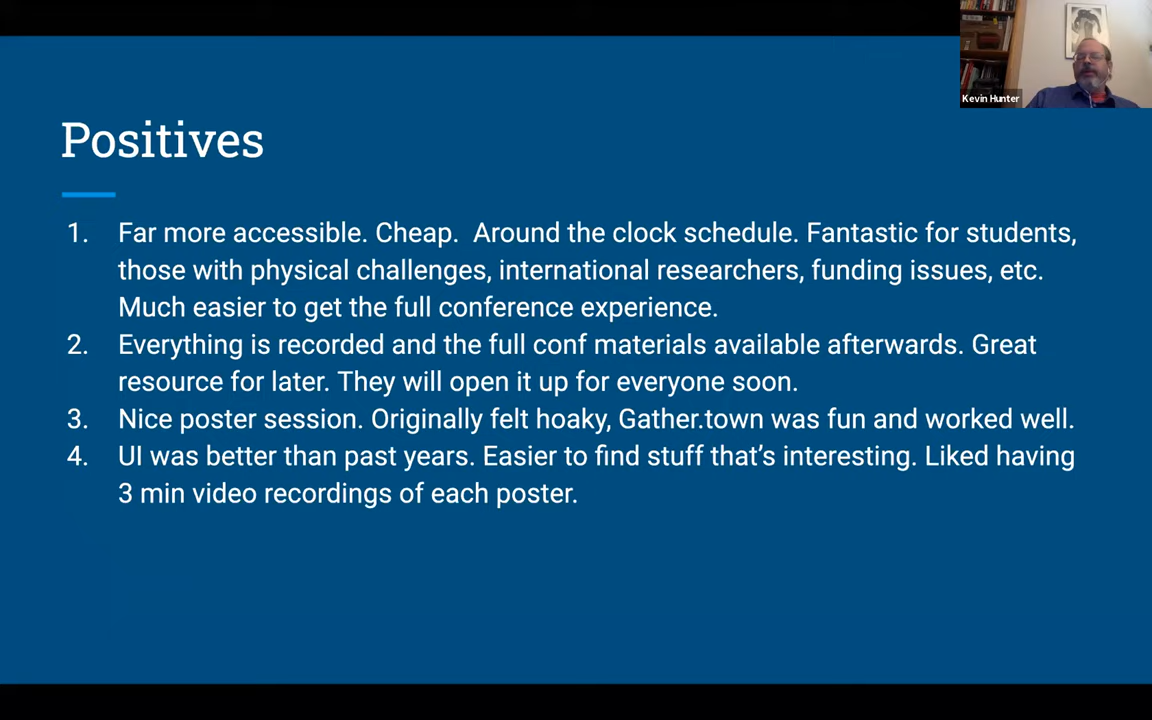 Kevin Hunter
Positives
1. Far more accessible. Cheap.  Around the clock schedule. Fantastic for students,
those with physical challenges, international researchers, funding issues, etc.
Much easier to get the full conference experience.
2. Everything is recorded and the full conf materials available afterwards. Great
resource for later. They will open it up for everyone soon.
3. Nice poster session. Originally felt hoaky, Gather.town was fun and worked well.
4. UI was better than past years. Easier to find stuff that’s interesting. Liked having
3 min video recordings of each poster.